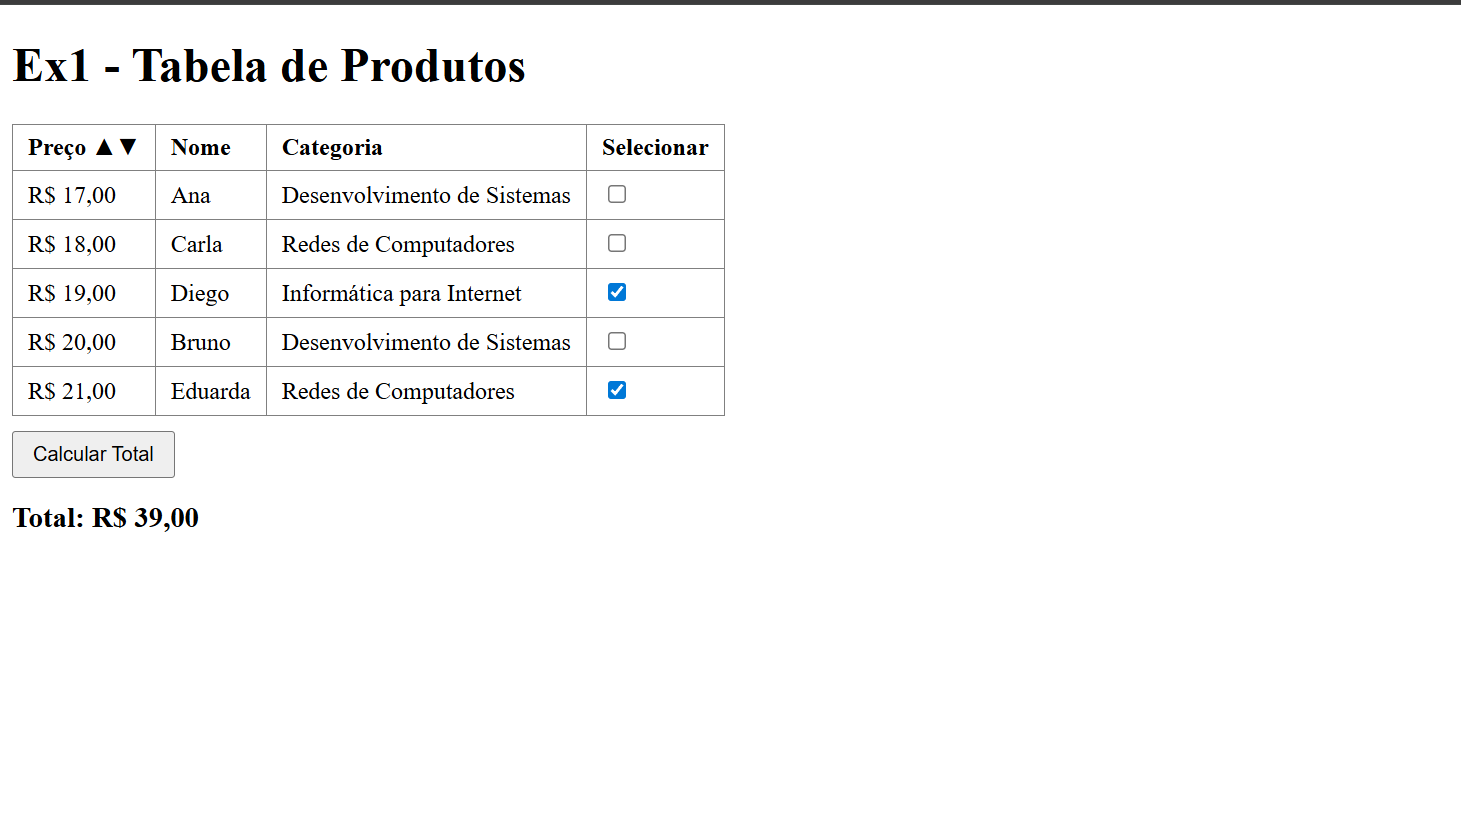 Ex1 - Tabela de Produtos
Preço ▲▼ Nome Categoria Selecionar
R$ 17,00 Ana Desenvolvimento de Sistemas
R$ 18,00 Carla Redes de Computadores
R$ 19,00 Diego Informática para Internet
R$ 20,00 Bruno Desenvolvimento de Sistemas
R$ 21,00 Eduarda Redes de Computadores
Calcular Total
Total: R$ 39,00